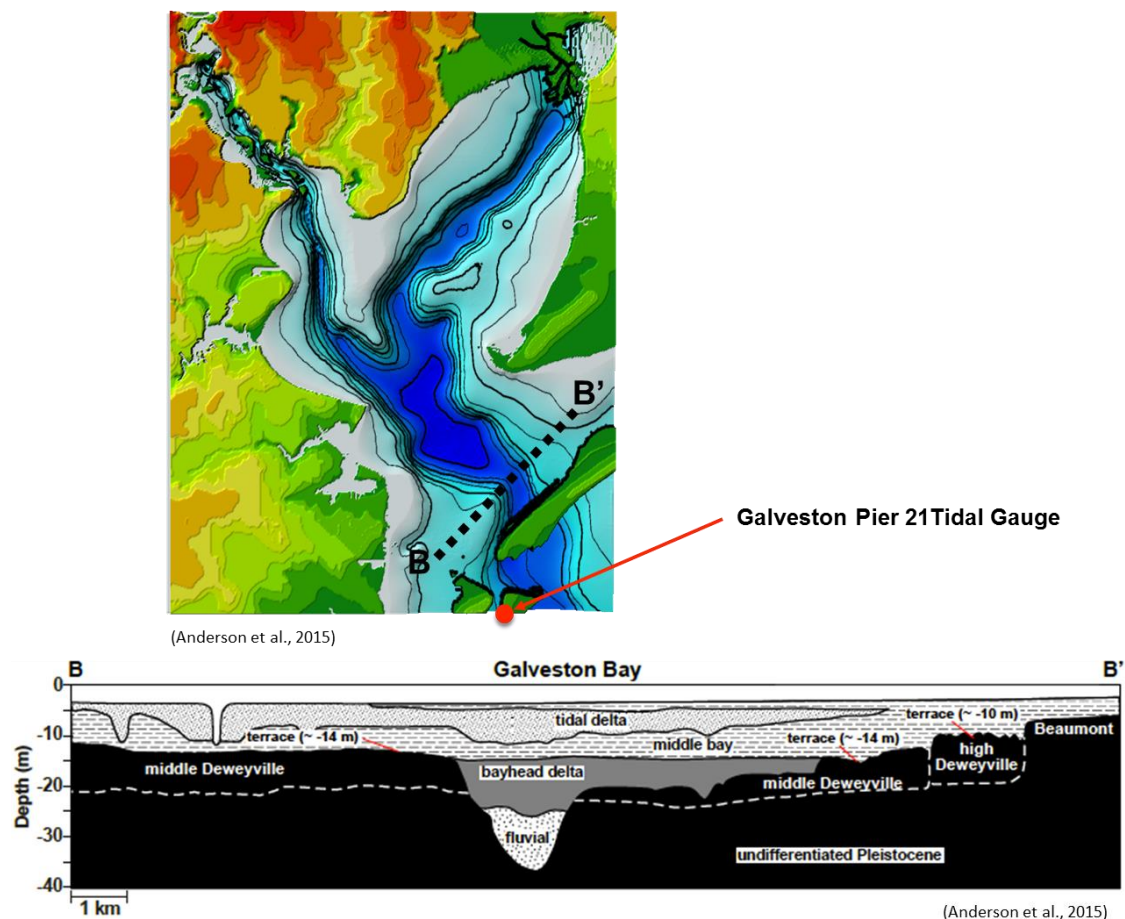 B'
B
Galveston Pier 21Tidal Gauge
(Anderson et al., 2015)
B
Galveston Bay
B'
0
-10
-20
-30
-40
Depth (m)
tidal delta
terrace (~ -10 m)
terrace (~ -14 m)
middle bay
terrace (~ -14 m)
Beaumont
middle Deweyville
bayhead delta
high
Deweyville
middle Deweyville
fluvial
undifferentiated Pleistocene
1 km
(Anderson et al., 2015)